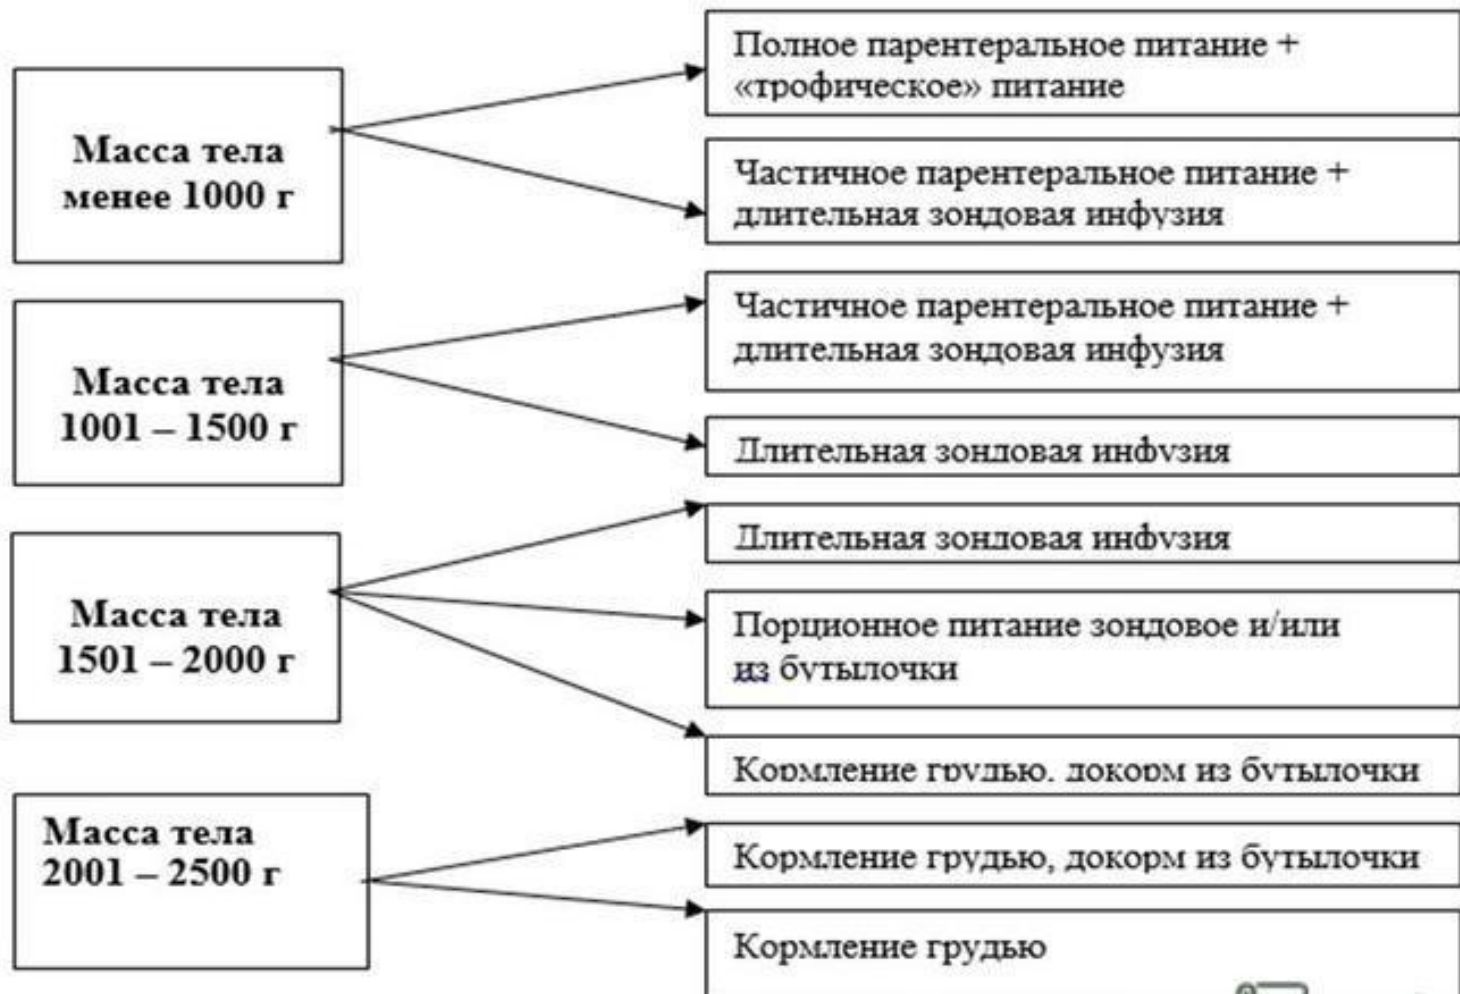 Масса тела
менее 1000 г
Полное парентеральное питание +
«трофическое» питание
Частичное парентеральное питание +
длительная зондовая инфузия
Масса тела
1001 – 1500 г
Частичное парентеральное питание +
длительная зондовая инфузия
Длительная зондовая инфузия
Масса тела
1501 – 2000 г
Длительная зондовая инфузия
Порционное питание зондовое и/или
из бутылочки
Кормление грудью, докорм из бутылочки
Масса тела
2001 – 2500 г
Кормление грудью, докорм из бутылочки
Кормление грудью